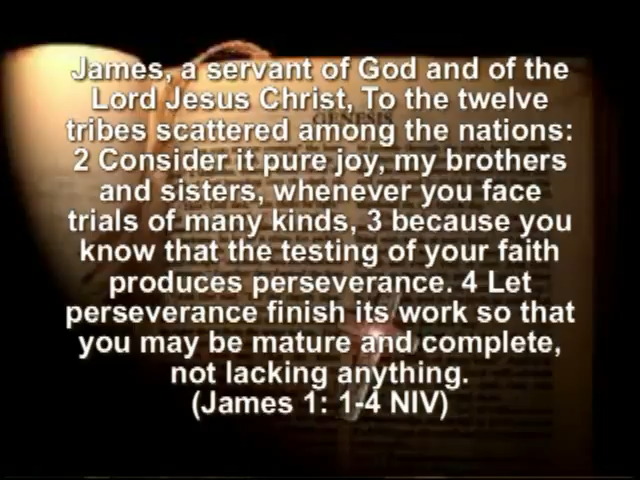 James, a servant of God and of the
Lord Jesus Christ, To the twelve
tribes scattered among the nations:
2 Consider it pure joy, my brothers
and sisters, whenever you face
trials of many kinds, 3 because you
know that the testing of your faith
produces perseverance. 4 Let
perseverance finish its work so that
you may be mature and complete,
not lacking anything.
(James 1: 1-4 NIV)
GENESIS